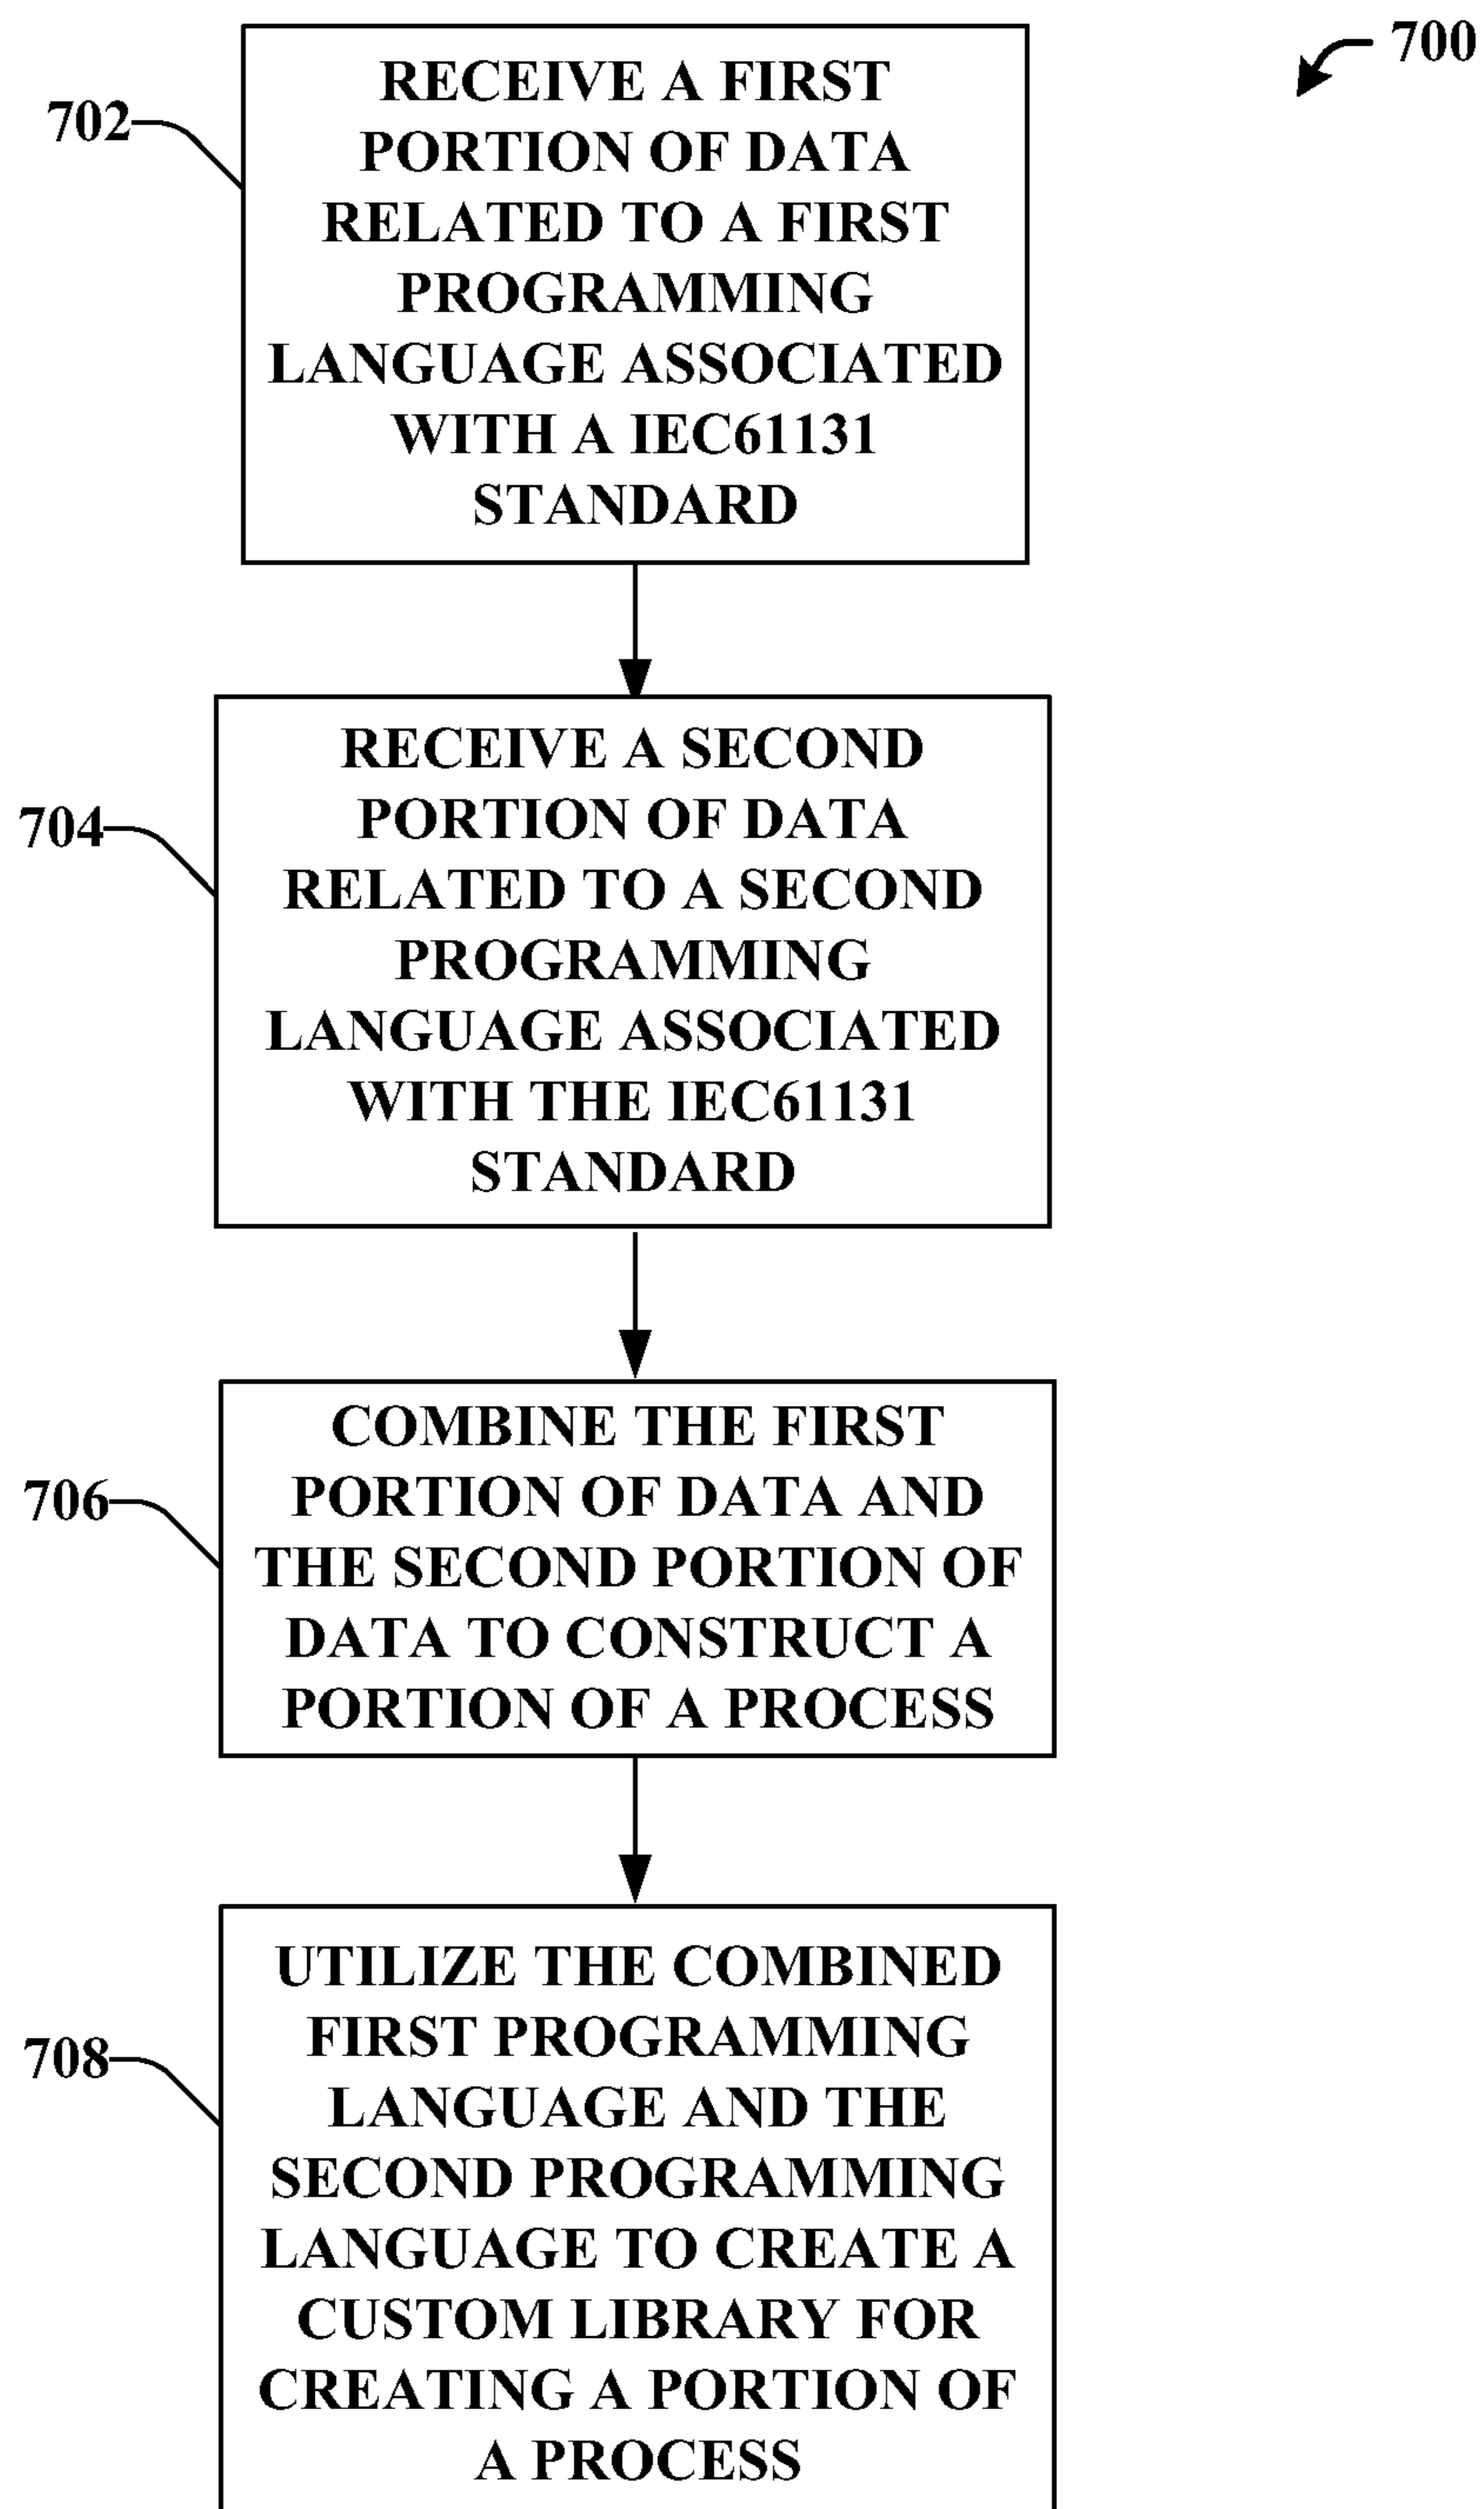 700
702
RECEIVE A FIRST
PORTION OF DATA
RELATED TO A FIRST
PROGRAMMING
LANGUAGE ASSOCIATED
WITH A IEC61131
STANDARD
704
RECEIVE A SECOND
PORTION OF DATA
RELATED TO A SECOND
PROGRAMMING
LANGUAGE ASSOCIATED
WITH THE IEC61131
STANDARD
706
COMBINE THE FIRST
PORTION OF DATA AND
THE SECOND PORTION OF
DATA TO CONSTRUCT A
PORTION OF A PROCESS
708
UTILIZE THE COMBINED
FIRST PROGRAMMING
LANGUAGE AND THE
SECOND PROGRAMMING
LANGUAGE TO CREATE A
CUSTOM LIBRARY FOR
CREATING A PORTION OF
A PROCESS